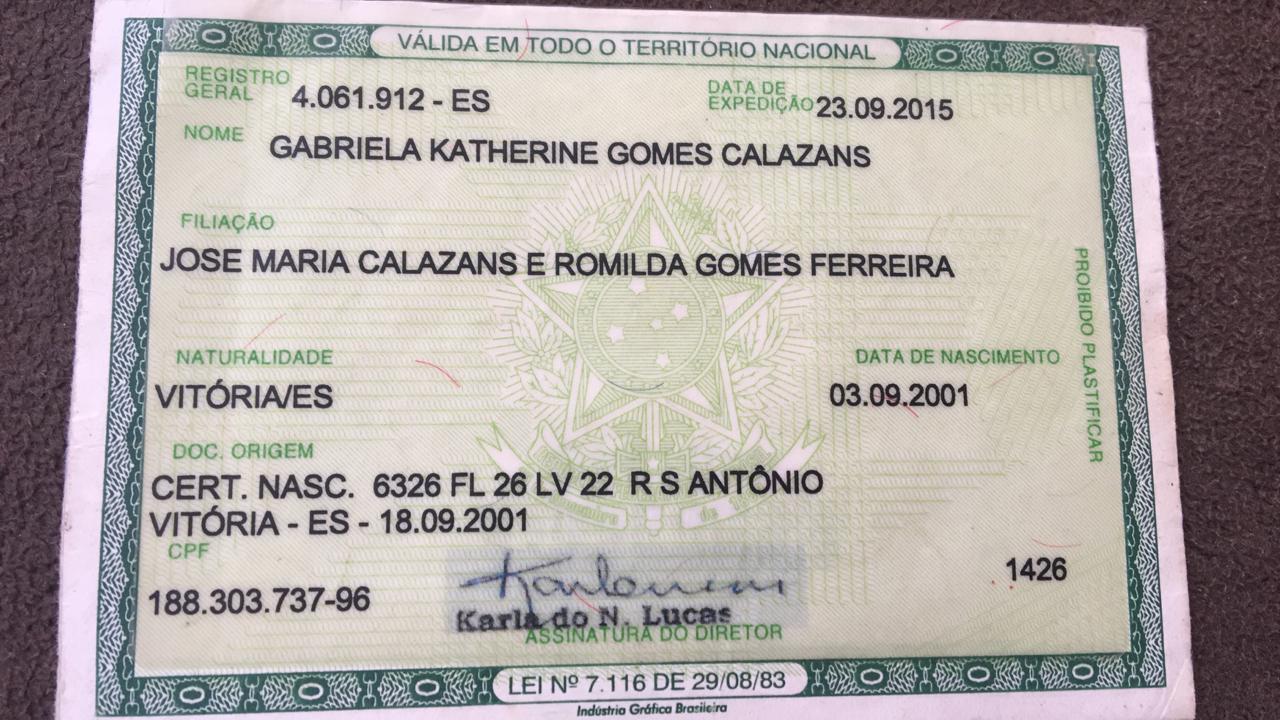 VÁLIDA EM TODO O TERRITÓRIO NACIONAL
REGISTRO GERAL 4.061.912 - ES
DATA DE EXPEDIÇÃO 23.09.2015
NOME GABRIELA KATHERINE GOMES CALAZANS
FILIAÇÃO
JOSE MARIA CALAZANS E ROMILDA GOMES FERREIRA
NATURALIDADE DATA DE NASCIMENTO
VITÓRIA/ES 03.09.2001
DOC. ORIGEM
CERT. NASC. 6326 FL 26 LV 22 R S ANTÔNIO
VITÓRIA - ES - 18.09.2001
CPF
188.303.737-96
1426
Karla do N. Lucas
ASSINATURA DO DIRETOR
PROIBIDO PLASTIFICAR
LEI Nº 7.116 DE 29/08/83
Indústria Gráfica Brasileira